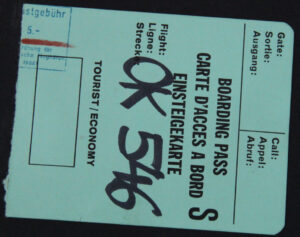 Gate:
Sortie:
Ausgang:
Call:
Appel:
Abruf:
BOARDING PASS
CARTE D'ACCES A BORD
EINSTEIGEKARTE
S
Flight:
Ligne:
Strecke
OK 546
TOURIST/ECONOMY
stgebühr
5.-